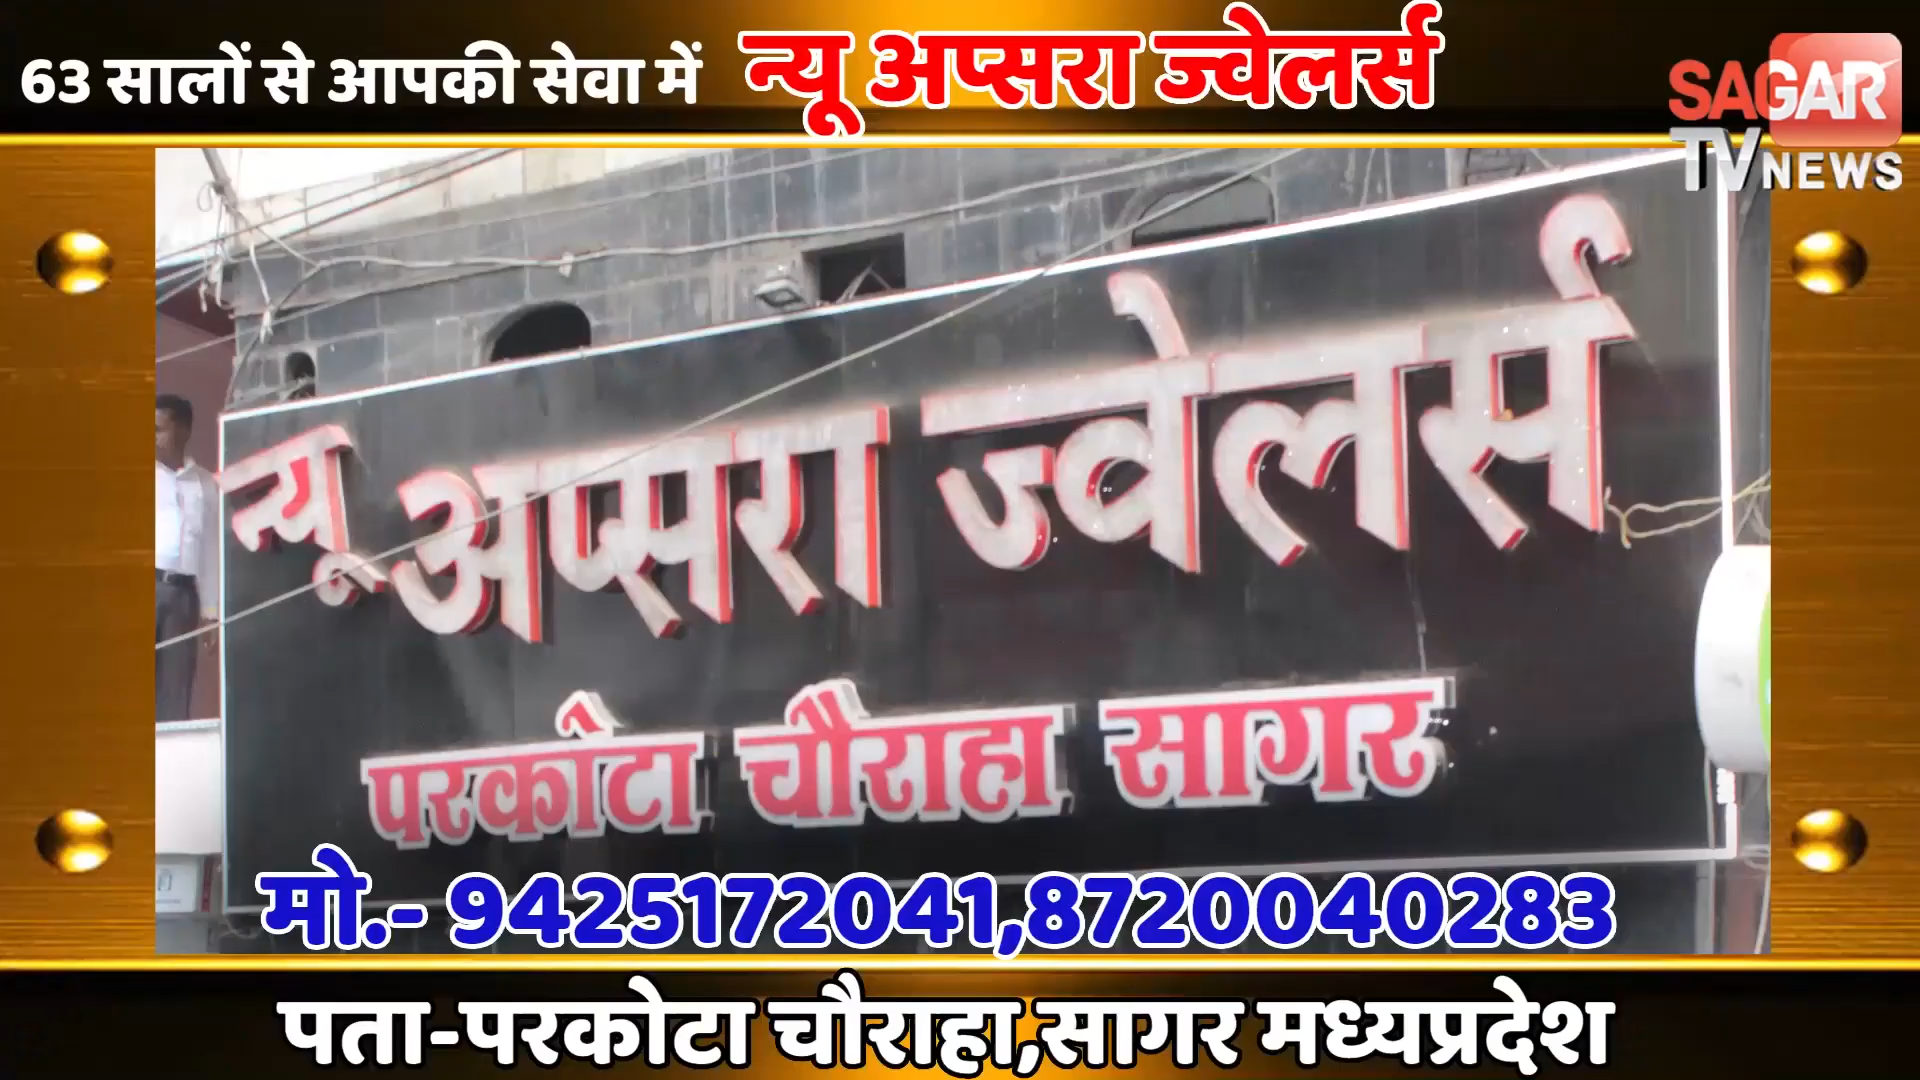 63 सालों से आपकी सेवा में न्यू अप्सरा ज्वेलर्स
SAGAR
TV NEWS
न्यू अप्सरा ज्वेलर्स
परकोटा चौराहा सागर
मो.- 9425172041,8720040283
पता-परकोटा चौराहा,सागर मध्यप्रदेश